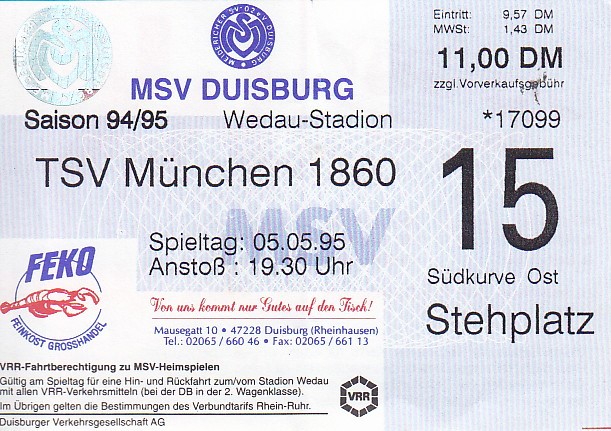 MEIDERICHER SV·02 e.V. DUISBURG
MSV DUISBURG
Saison 94/95
Wedau-Stadion
Eintritt: 9,57 DM
MWSt: 1,43 DM
11,00 DM
zzgl.Vorverkaufsgebühr
*17099
TSV München 1860
15
MSV
Spieltag: 05.05.95
Anstoß : 19.30 Uhr
Südkurve Ost
Stehplatz
FEKO
FEINKOST GROSSHANDEL
Von uns kommt nur Gutes auf den Tisch!
Mausegatt 10 • 47228 Duisburg (Rheinhausen)
Tel.: 02065 / 660 46 • Fax: 02065 / 661 13
VRR-Fahrtberechtigung zu MSV-Heimspielen
Gültig am Spieltag für eine Hin- und Rückfahrt zum/vom Stadion Wedau
mit allen VRR-Verkehrsmitteln (bei der DB in der 2. Wagenklasse).
Im Übrigen gelten die Bestimmungen des Verbundtarifs Rhein-Ruhr.
Duisburger Verkehrsgesellschaft AG
VRR